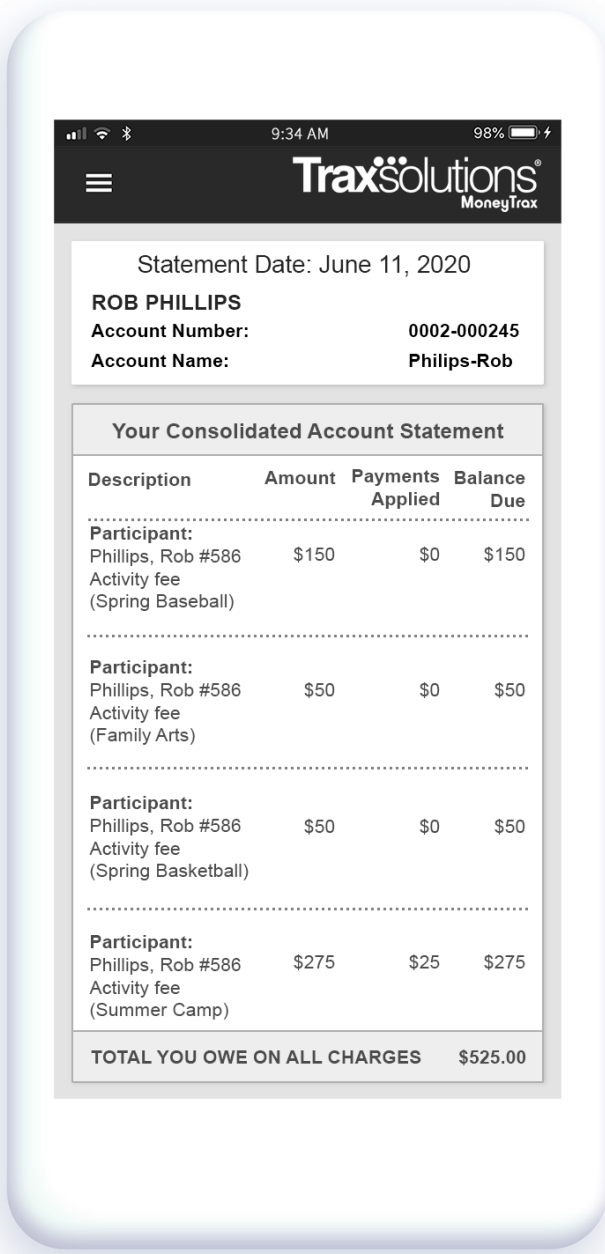 9:34 AM 98%
TraxSolutions®
MoneyTrax
Statement Date: June 11, 2020
ROB PHILLIPS
Account Number: 0002-000245
Account Name: Philips-Rob
Your Consolidated Account Statement
Description Amount Payments Applied Balance Due
Participant:
Phillips, Rob #586 $150 $0 $150
Activity fee
(Spring Baseball)
Participant:
Phillips, Rob #586 $50 $0 $50
Activity fee
(Family Arts)
Participant:
Phillips, Rob #586 $50 $0 $50
Activity fee
(Spring Basketball)
Participant:
Phillips, Rob #586 $275 $25 $275
Activity fee
(Summer Camp)
TOTAL YOU OWE ON ALL CHARGES $525.00